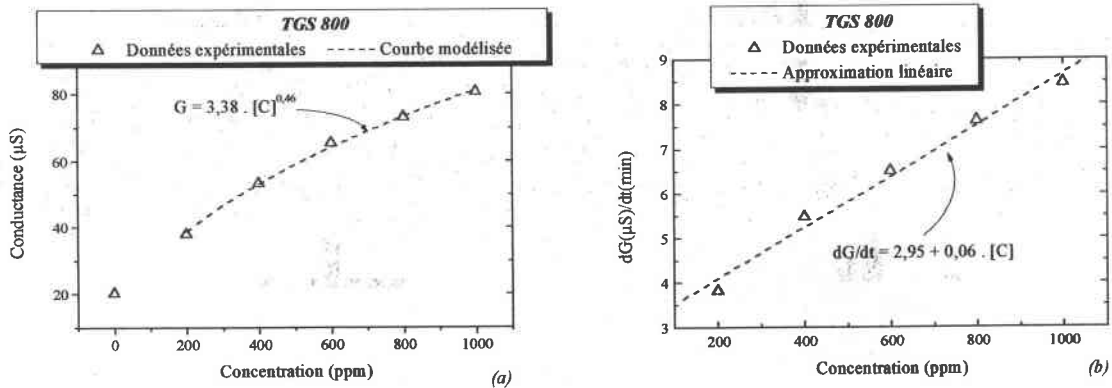 TGS 800
Données expérimentales
Courbe modélisée
80
60
40
20
G = 3,38 . [C]^0,46
Conductance (µS)
0
200
400
600
800
1000
Concentration (ppm)
(a)
TGS 800
Données expérimentales
Approximation linéaire
9
8
7
6
5
4
3
dG/dt = 2,95 + 0,06 . [C]
dG(µS)/dt(min)
200
400
600
800
1000
Concentration (ppm)
(b)